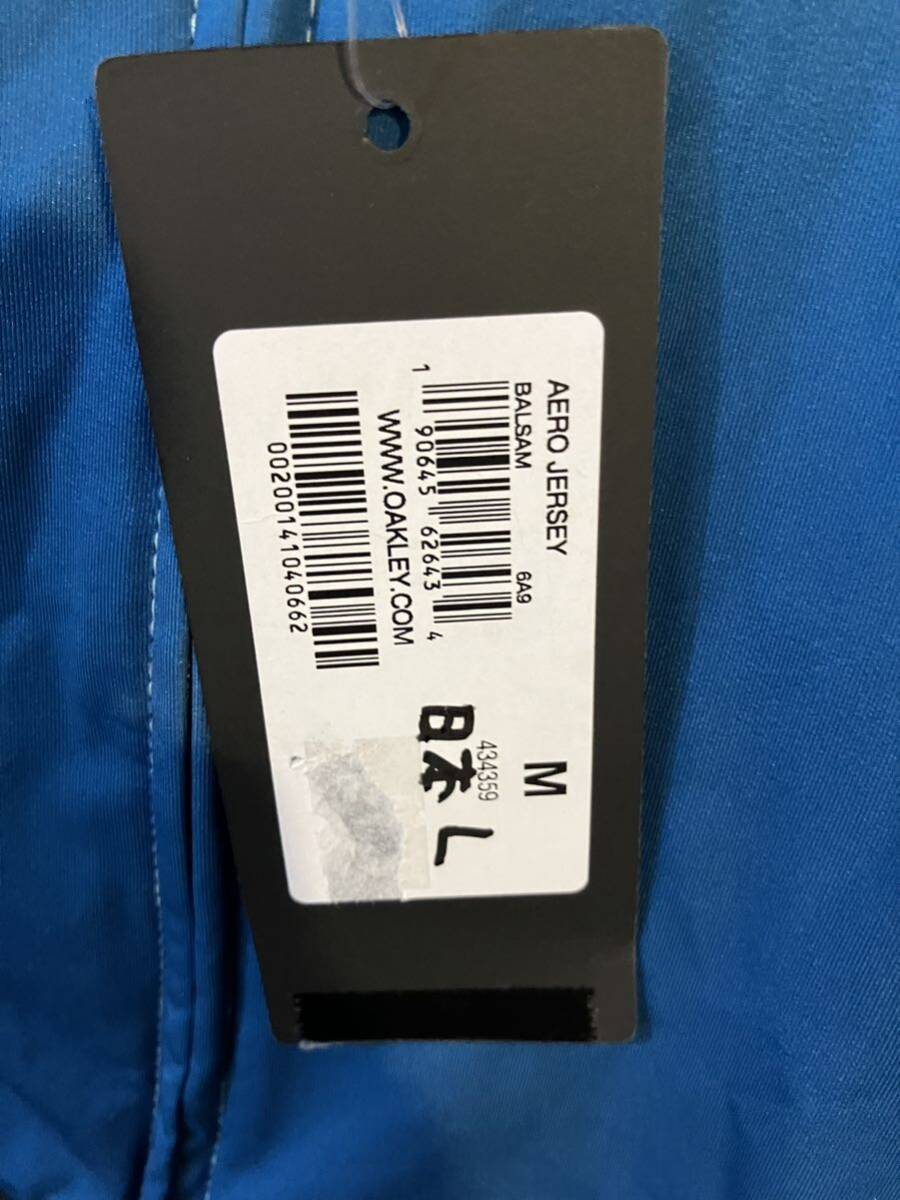 AERO JERSEY
M
BALSAM 6A9
434359
1 90645 62643 4
日本 L
WWW.OAKLEY.COM
00200141040662